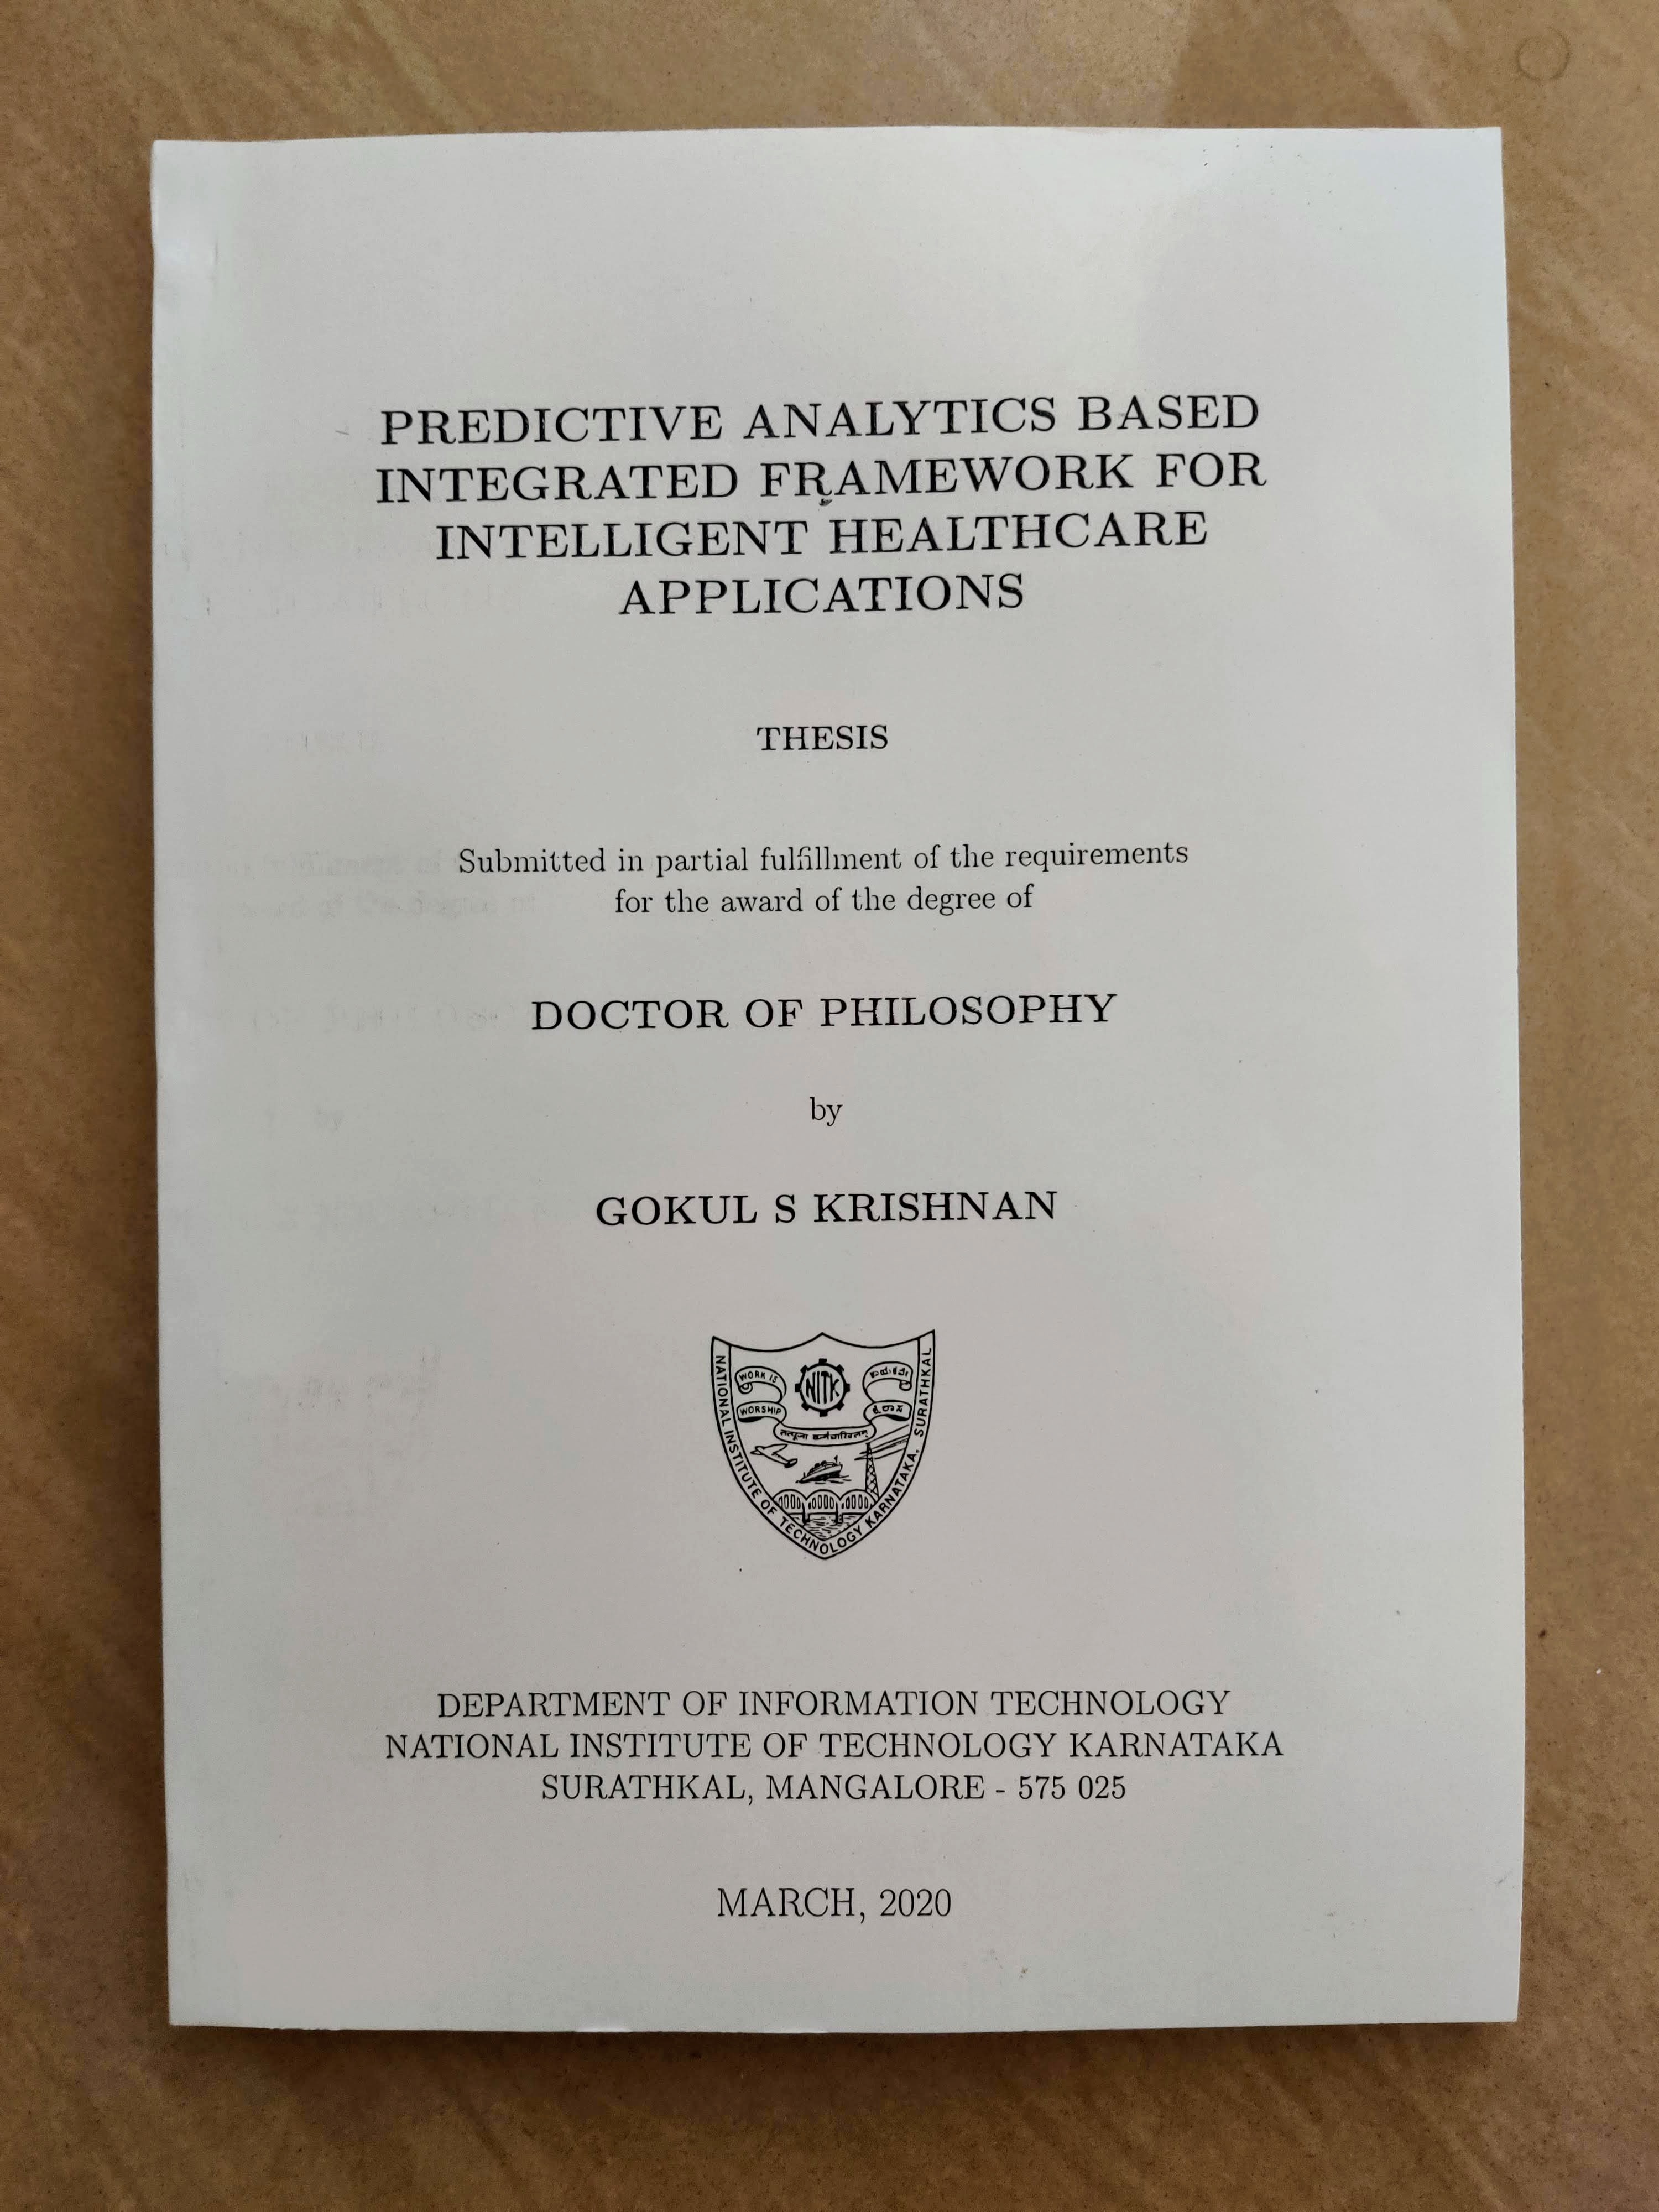 PREDICTIVE ANALYTICS BASED
INTEGRATED FRAMEWORK FOR
INTELLIGENT HEALTHCARE
APPLICATIONS
THESIS
Submitted in partial fulfillment of the requirements
for the award of the degree of
DOCTOR OF PHILOSOPHY
by
GOKUL S KRISHNAN
NATIONAL INSTITUTE OF TECHNOLOGY KARNATAKA, SURATHKAL
WORK IS
WORSHIP
NITK
DEPARTMENT OF INFORMATION TECHNOLOGY
NATIONAL INSTITUTE OF TECHNOLOGY KARNATAKA
SURATHKAL, MANGALORE - 575 025
MARCH, 2020